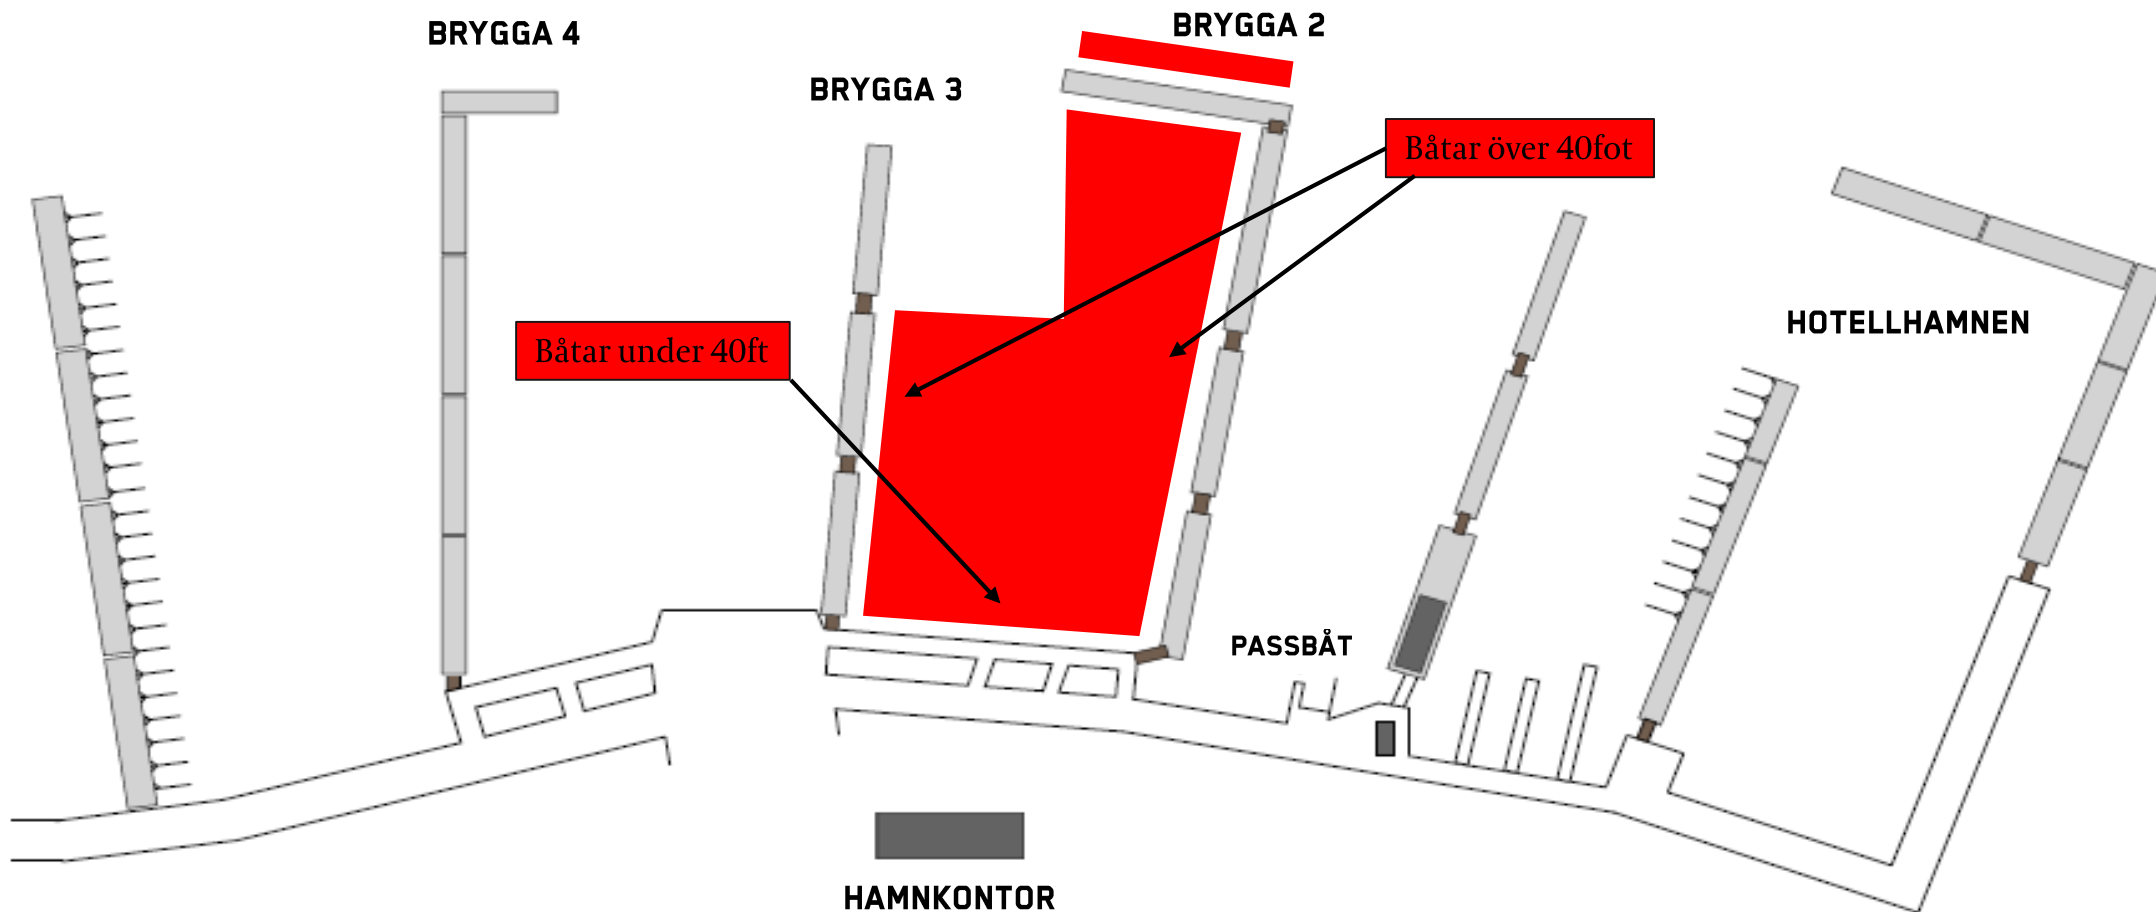 BRYGGA 2
BRYGGA 4
BRYGGA 3
Båtar över 40fot
HOTELLHAMNEN
Båtar under 40ft
PASSBÅT
HAMNKONTOR